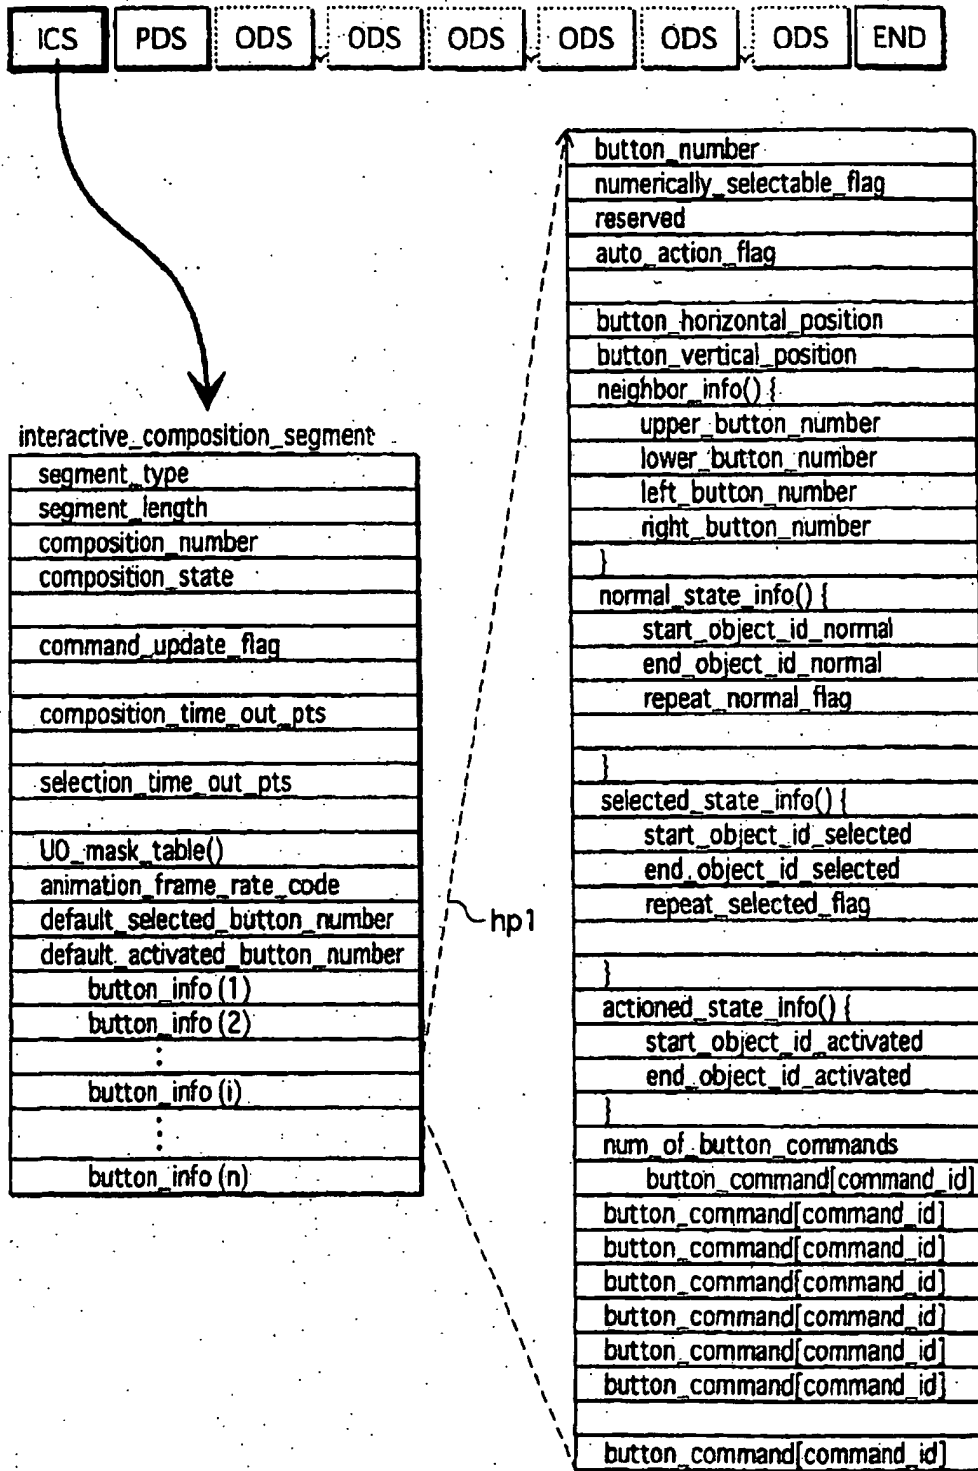 ICS PDS ODS ODS ODS ODS ODS ODS END
interactive_composition_segment
segment_type
segment_length
composition_number
composition_state
command_update_flag
composition_time_out_pts
selection_time_out_pts
UO_mask_table()
animation_frame_rate_code
default_selected_button_number
default_activated_button_number
button_info (1)
button_info (2)
⋮
button_info (i)
⋮
button_info (n)
hp1
button_number
numerically_selectable_flag
reserved
auto_action_flag
button_horizontal_position
button_vertical_position
neighbor_info() {
upper_button_number
lower_button_number
left_button_number
right_button_number
}
normal_state_info() {
start_object_id_normal
end_object_id_normal
repeat_normal_flag
}
selected_state_info() {
start_object_id_selected
end_object_id_selected
repeat_selected_flag
}
actioned_state_info() {
start_object_id_activated
end_object_id_activated
}
num_of_button_commands
button_command[command_id]
button_command[command_id]
button_command[command_id]
button_command[command_id]
button_command[command_id]
button_command[command_id]
button_command[command_id]
button_command[command_id]